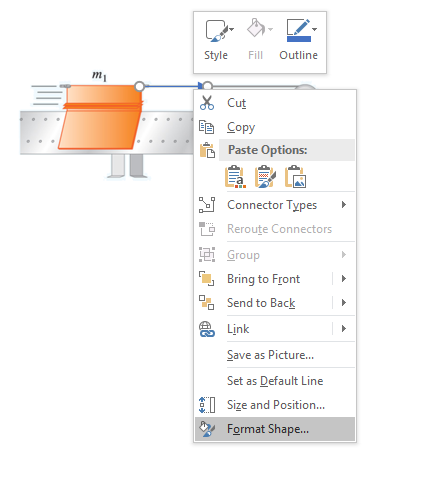 Style Fill Outline
m1
Cut
Copy
Paste Options:
Connector Types
Reroute Connectors
Group
Bring to Front
Send to Back
Link
Save as Picture...
Set as Default Line
Size and Position...
Format Shape...